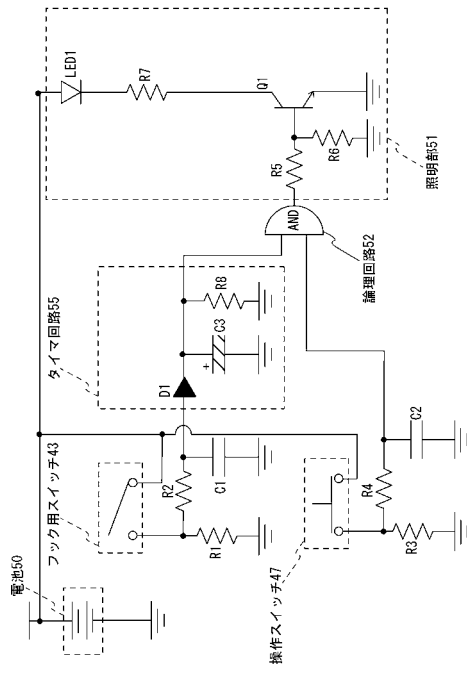 電池50
フック用スイッチ43
タイマ回路55
LED1
R7
Q1
R5
R6
照明部51
AND
論理回路52
D1
+
C3
R8
R2
R1
C1
操作スイッチ47
R4
R3
C2